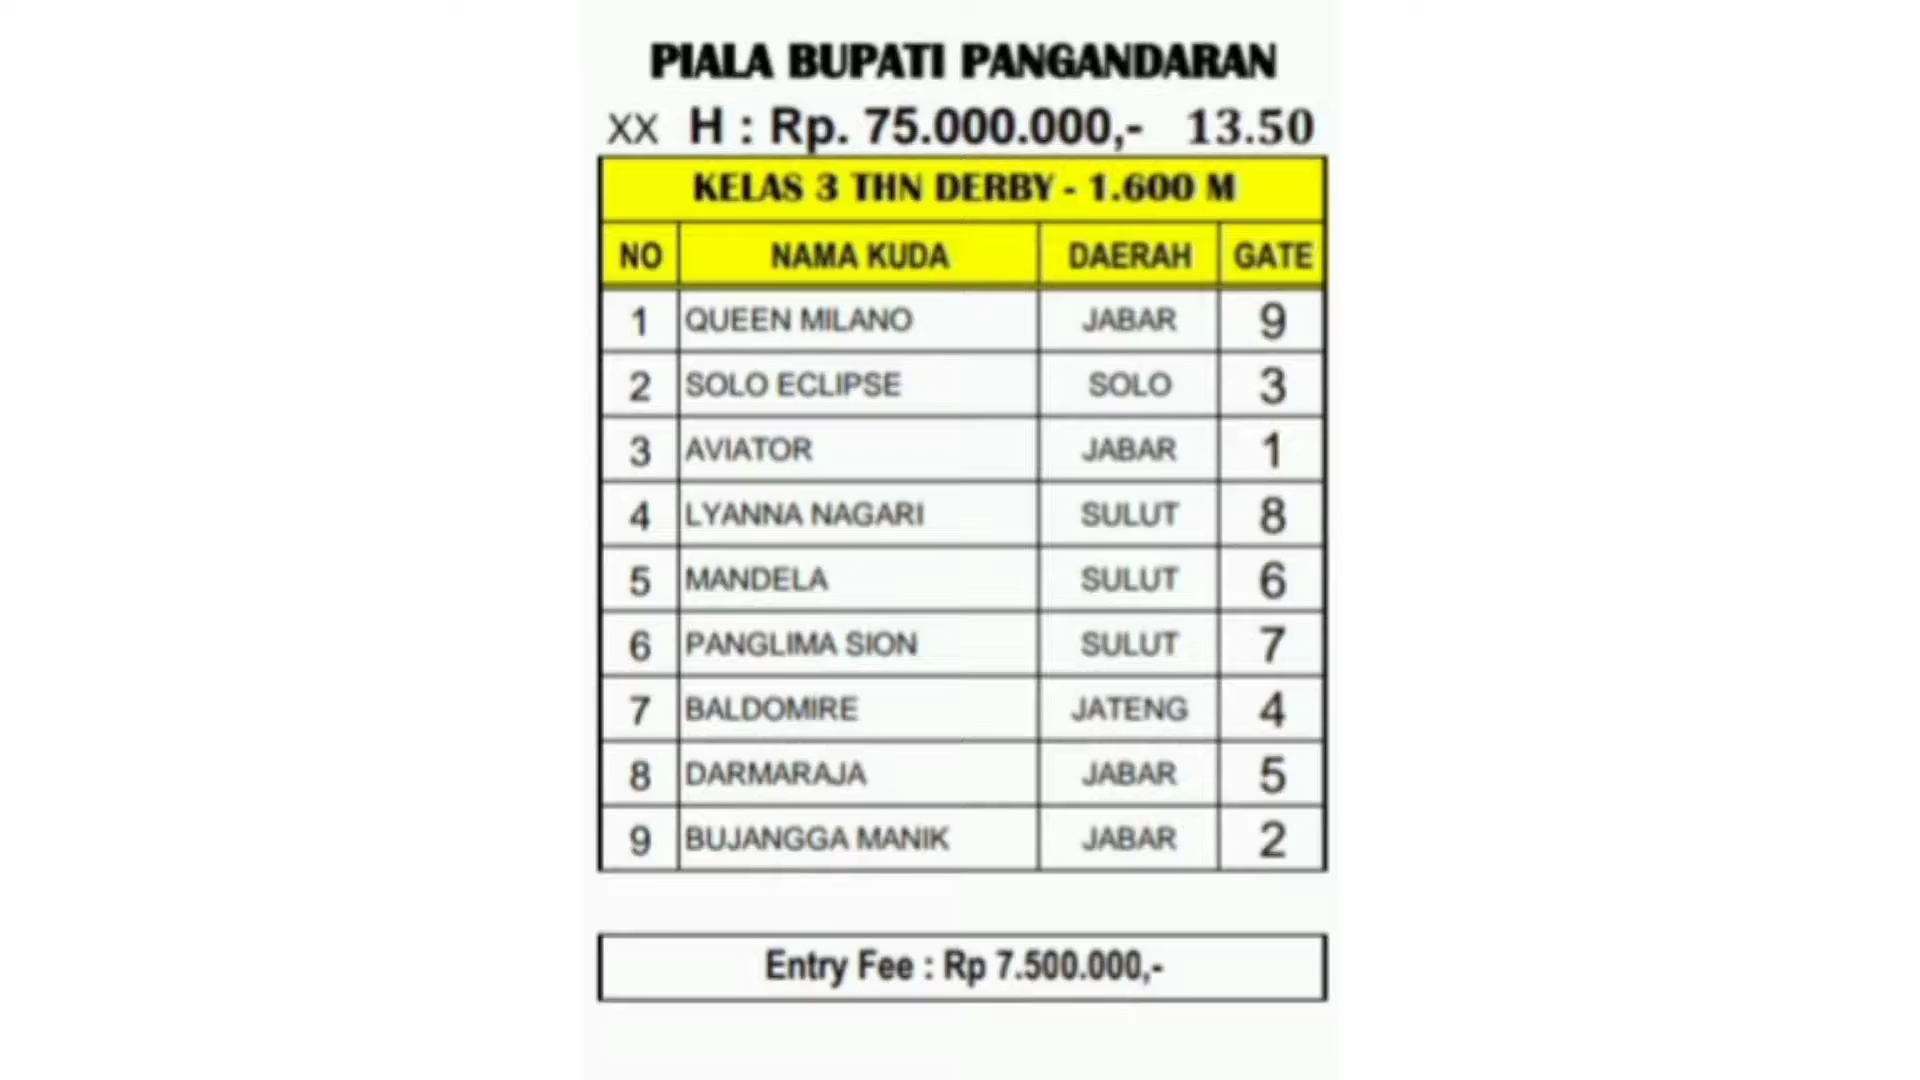 PIALA BUPATI PANGANDARAN
XX H : Rp. 75.000.000,- 13.50
KELAS 3 THN DERBY - 1.600 M
NO NAMA KUDA DAERAH GATE
1 QUEEN MILANO JABAR 9
2 SOLO ECLIPSE SOLO 3
3 AVIATOR JABAR 1
4 LYANNA NAGARI SULUT 8
5 MANDELA SULUT 6
6 PANGLIMA SION SULUT 7
7 BALDOMIRE JATENG 4
8 DARMARAJA JABAR 5
9 BUJANGGA MANIK JABAR 2
Entry Fee : Rp 7.500.000,-